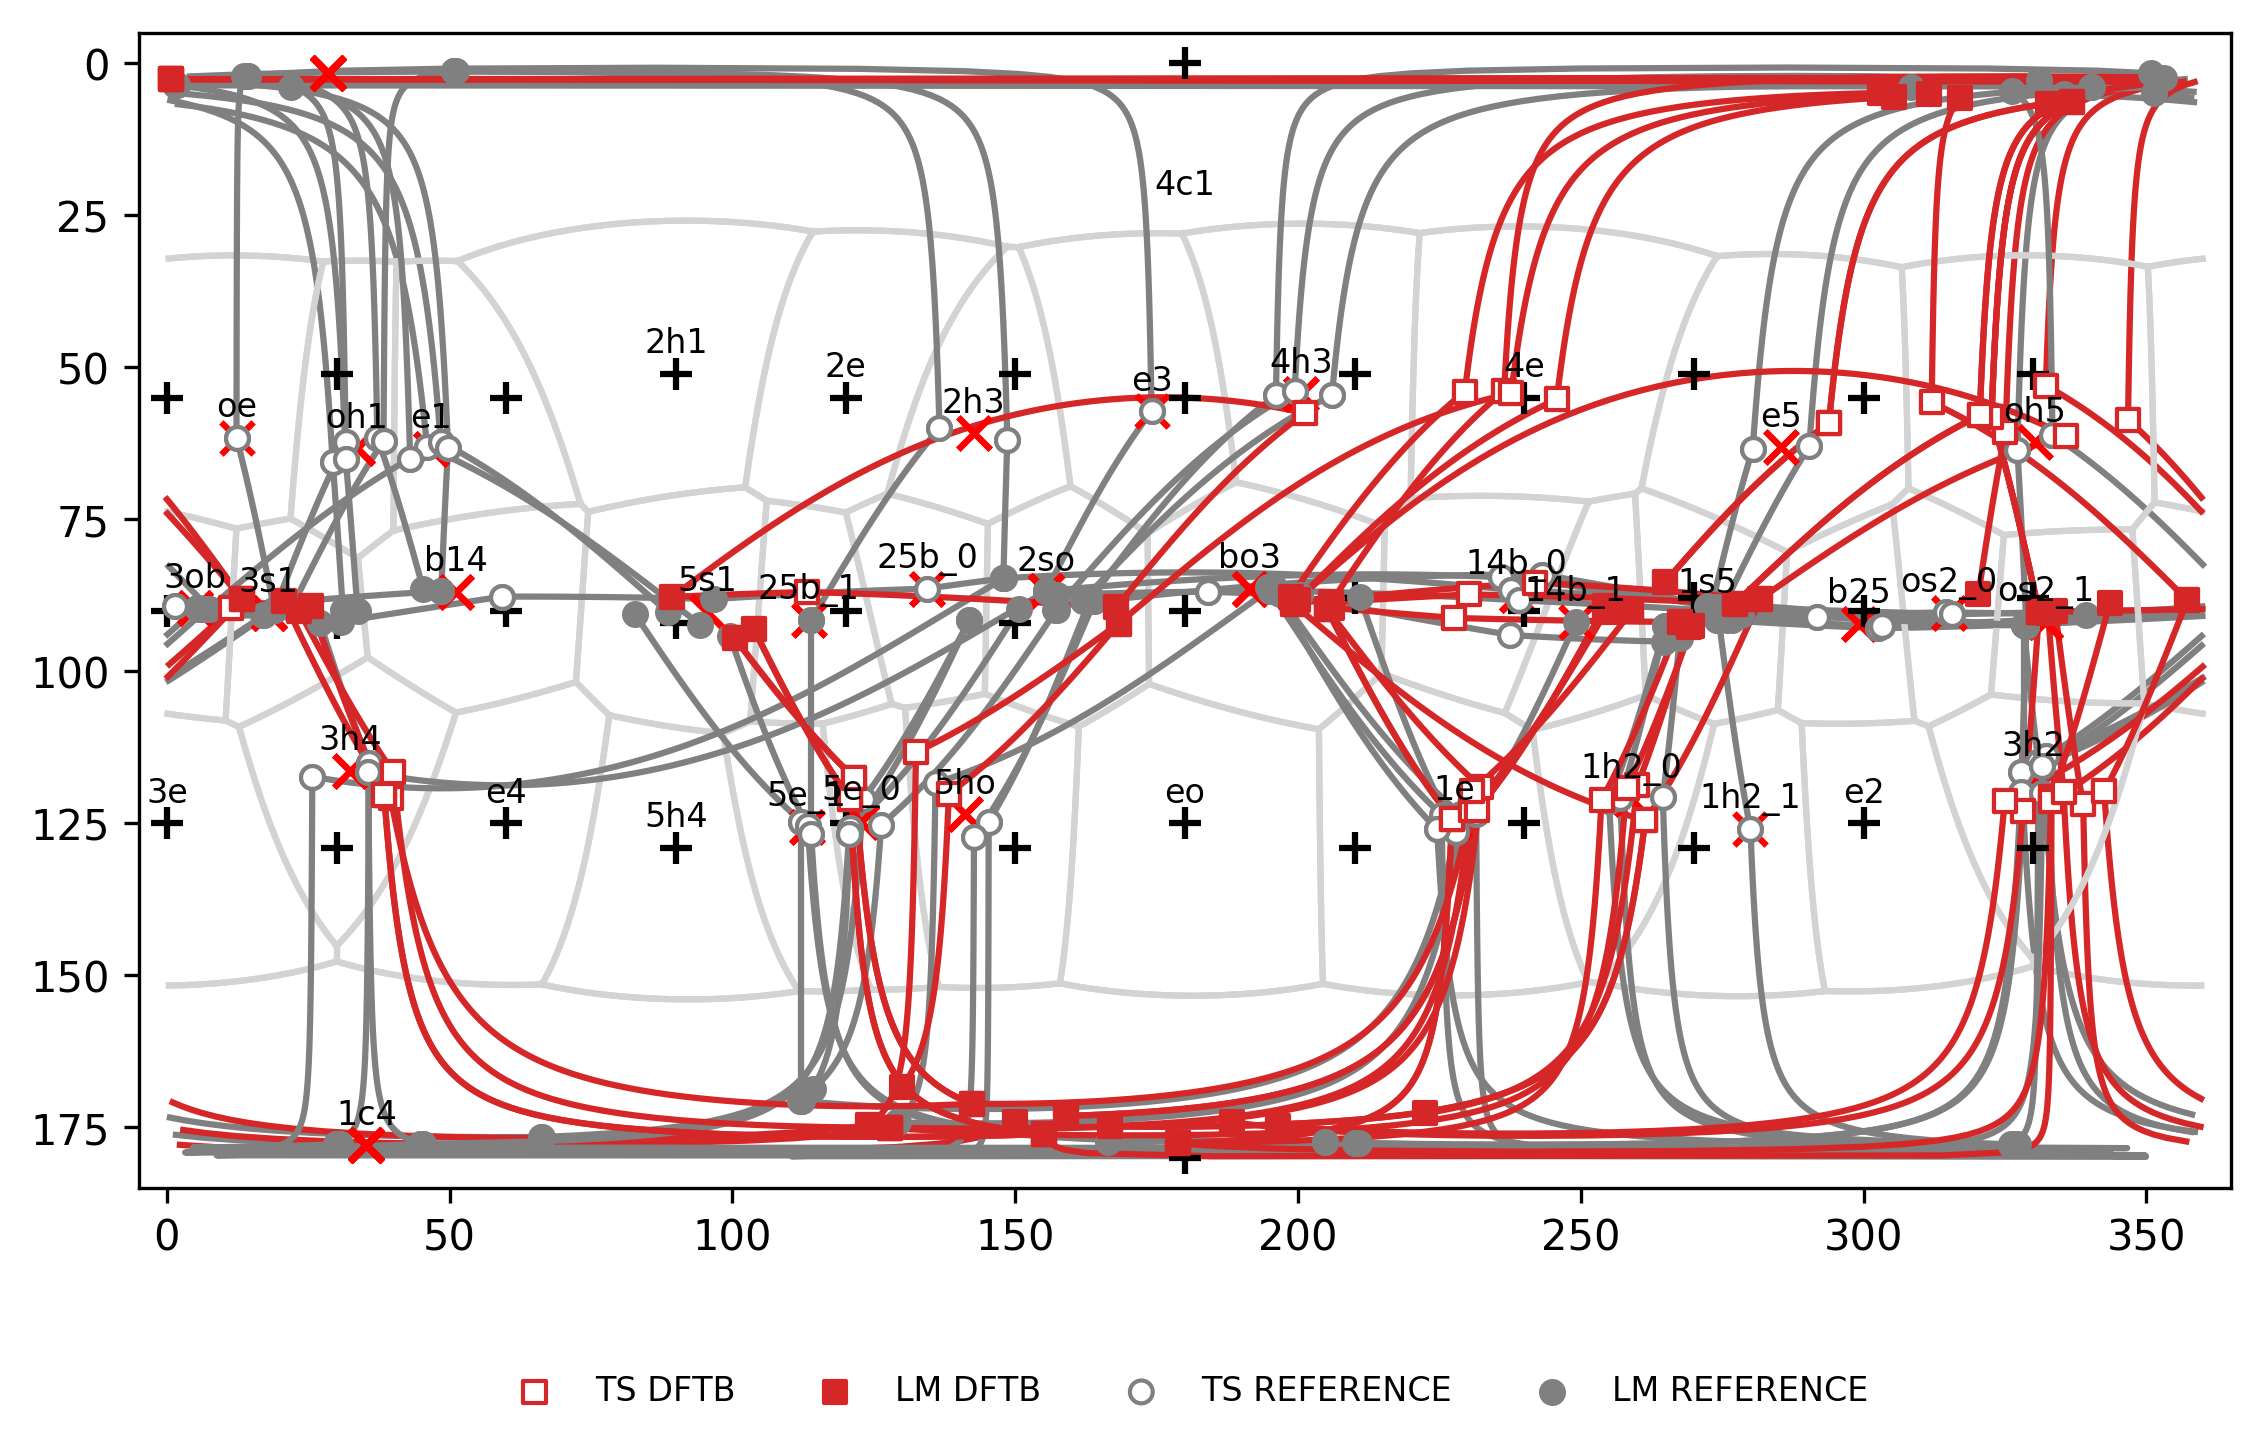 0
4c1
25
2h1
2e
4h3
4e
50
e3
oe
oh1
e1
2h3
e5
oh5
75
b14
25b_0
2so
bo3
14b_0
3ob
3s1
5s1
25b_1
14b_1
1s5
b25
os2_0
os2_1
100
3h4
3h2
1h2_0
5ho
3e
e4
5h4
5e_1
5e_0
eo
1e
1h2_1
e2
125
150
1c4
175
0 50 100 150 200 250 300 350
TS DFTB LM DFTB TS REFERENCE LM REFERENCE